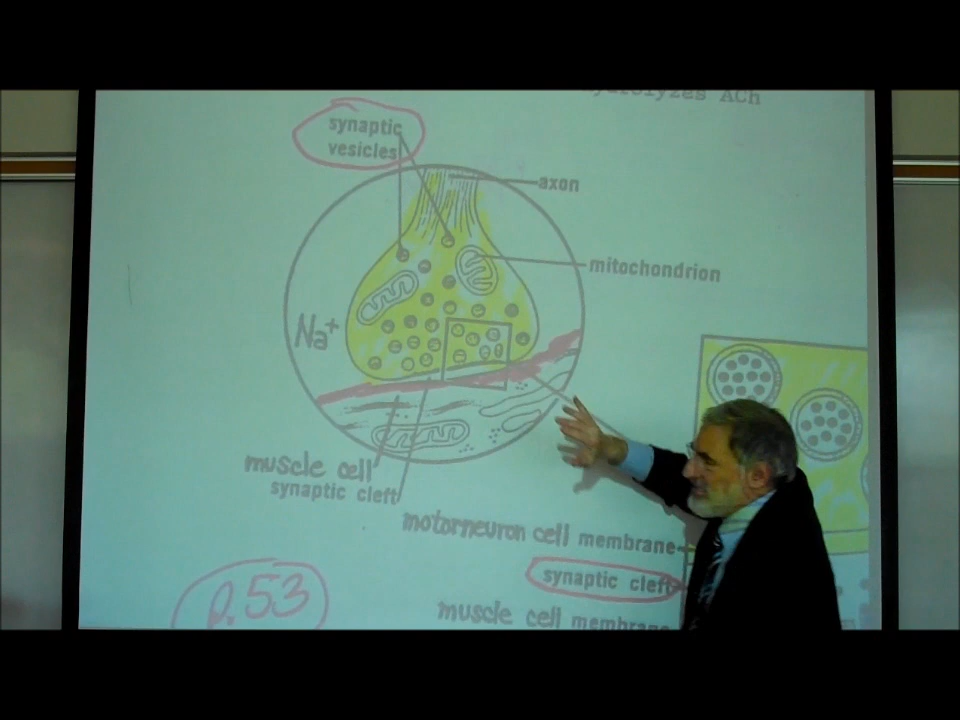 ACh
synaptic
vesicles
axon
mitochondrion
Na+
muscle cell
synaptic cleft
motorneuron cell membrane
synaptic cleft
p.53
muscle cell membrane